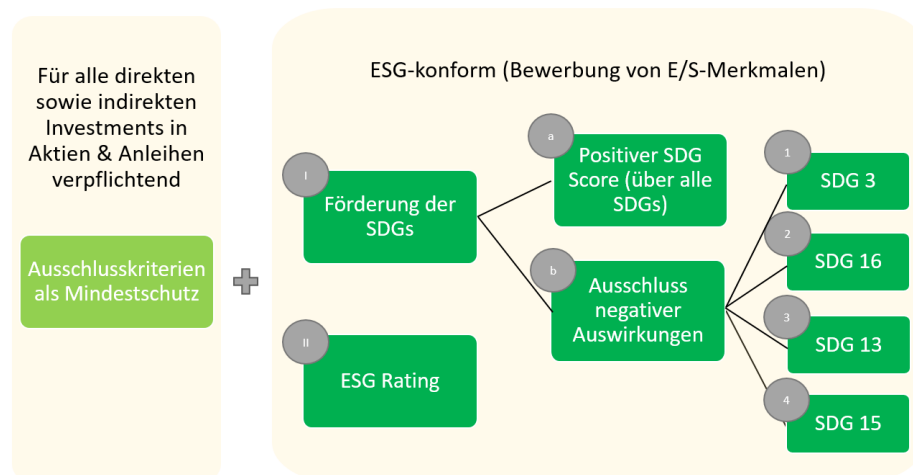 Für alle direkten
sowie indirekten
Investments in
Aktien & Anleihen
verpflichtend
Ausschlusskriterien
als Mindestschutz
ESG-konform (Bewerbung von E/S-Merkmalen)
I
Förderung der
SDGs
II
ESG Rating
a
Positiver SDG
Score (über alle
SDGs)
b
Ausschluss
negativer
Auswirkungen
1
SDG 3
2
SDG 16
3
SDG 13
4
SDG 15